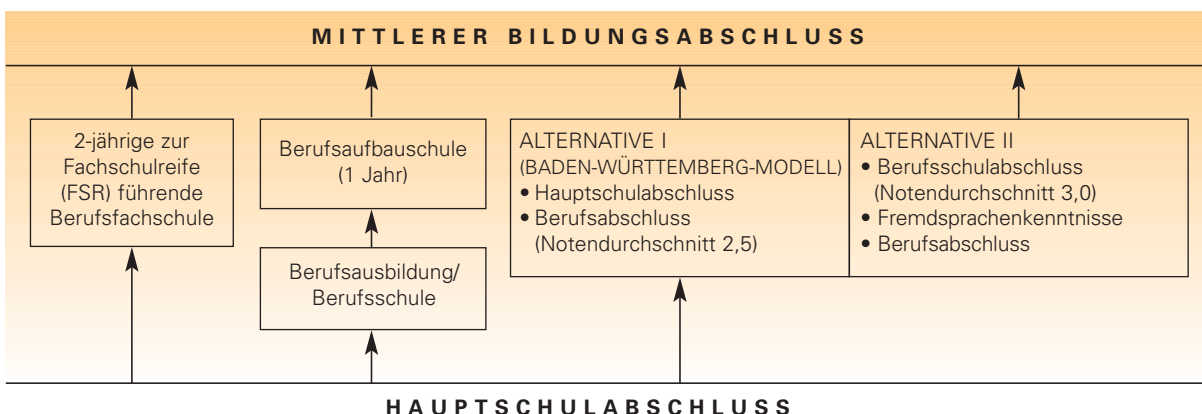 MITTLERER BILDUNGSABSCHLUSS
2-jährige zur
Fachschulreife
(FSR) führende
Berufsfachschule
Berufsaufbauschule
(1 Jahr)
Berufsausbildung/
Berufsschule
ALTERNATIVE I
(BADEN-WÜRTTEMBERG-MODELL)
• Hauptschulabschluss
• Berufsabschluss
(Notendurchschnitt 2,5)
ALTERNATIVE II
• Berufsschulabschluss
(Notendurchschnitt 3,0)
• Fremdsprachenkenntnisse
• Berufsabschluss
HAUPTSCHULABSCHLUSS